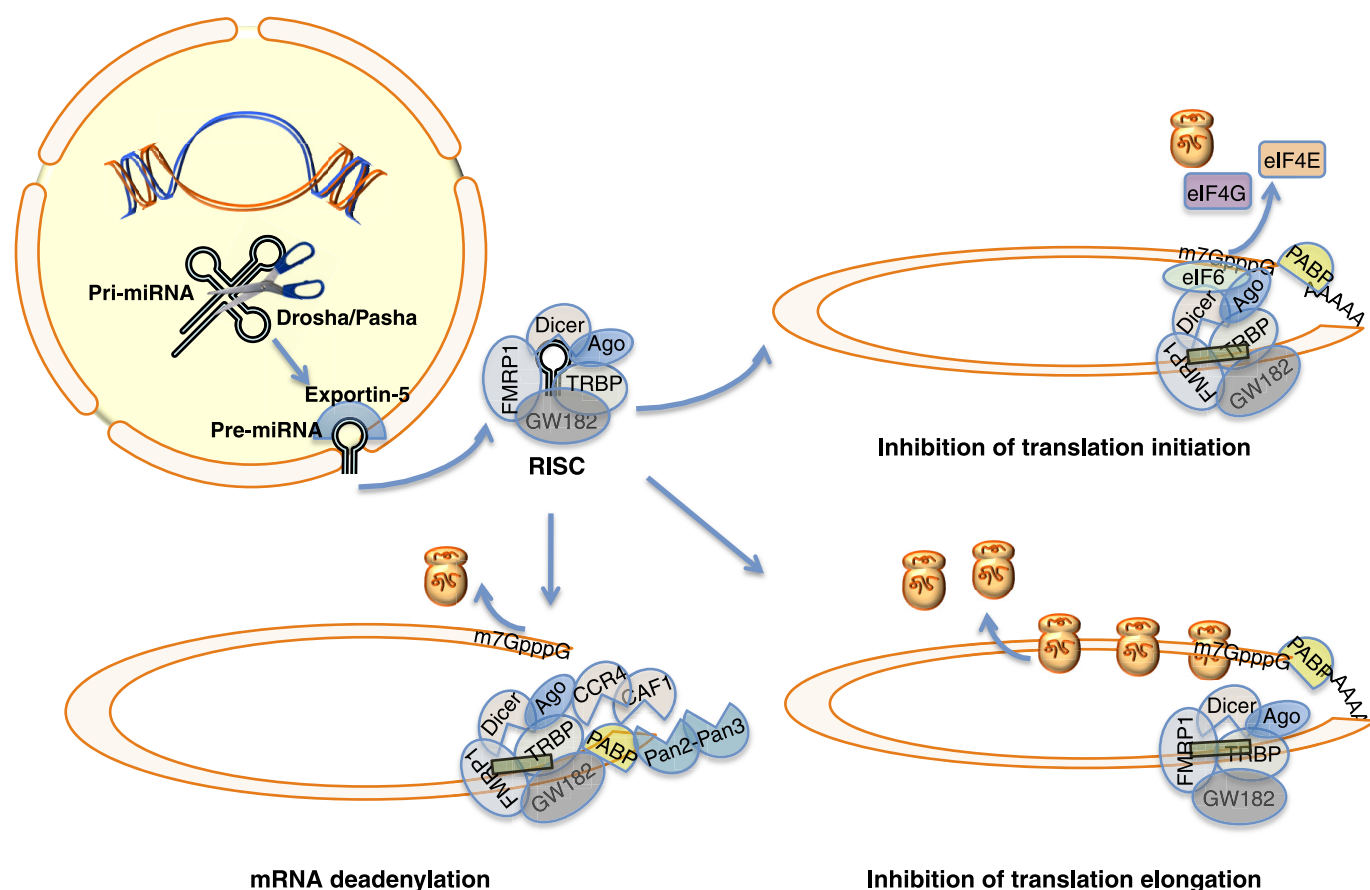 Pri-miRNA
Drosha/Pasha
Exportin-5
Pre-miRNA
Dicer
Ago
FMRP1
TRBP
GW182
RISC
eIF4E
eIF4G
m7GpppG
PABP
eIF6
AAAAA
Dicer
Ago
TRBP
FMRP1
GW182
Inhibition of translation initiation
m7GpppG
CCR4
CAF1
Ago
Dicer
TRBP
PABP
Pan2-Pan3
FMRP1
GW182
mRNA deadenylation
m7GpppG
PABP
AAAAA
Dicer
Ago
FMRP1
TRBP
GW182
Inhibition of translation elongation